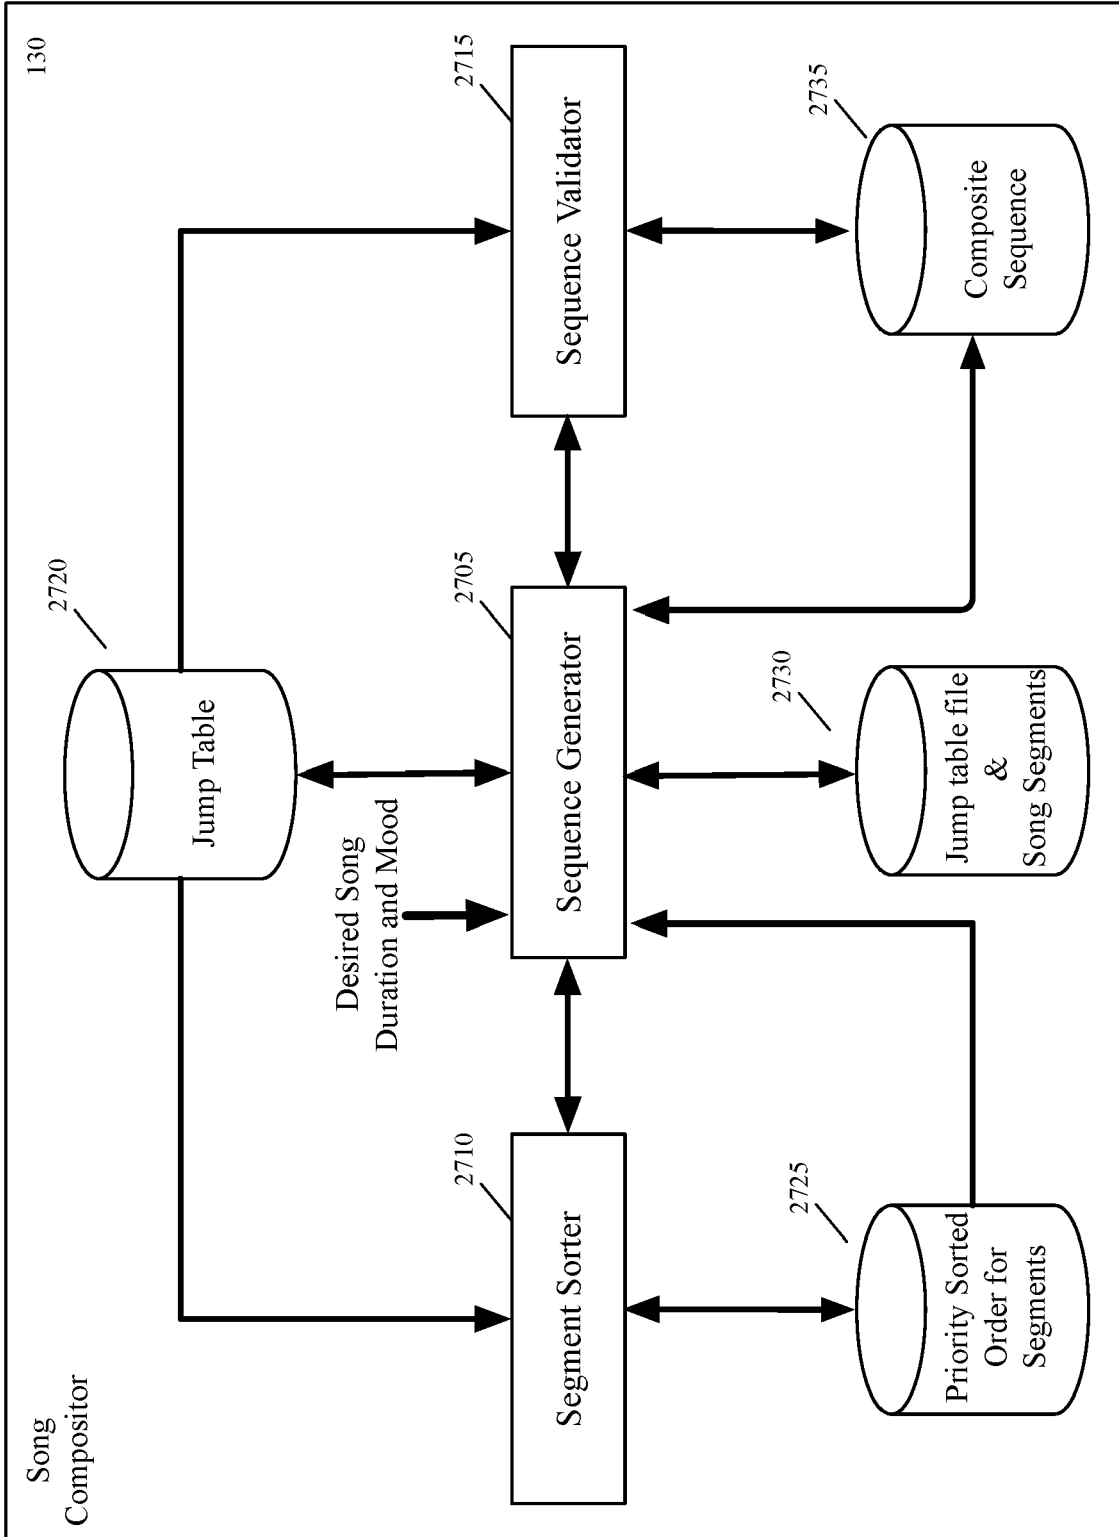 Song
Compositor
130
2720
Jump Table
Desired Song
Duration and Mood
2710
Segment Sorter
2705
Sequence Generator
2715
Sequence Validator
2725
Priority Sorted
Order for
Segments
2730
Jump table file
&
Song Segments
2735
Composite
Sequence